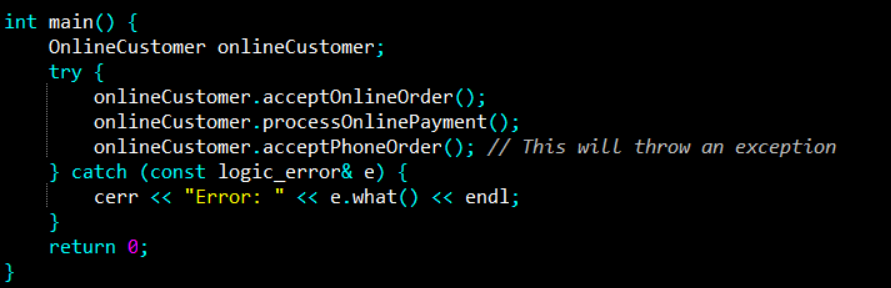 int main() {
    OnlineCustomer onlineCustomer;
    try {
        onlineCustomer.acceptOnlineOrder();
        onlineCustomer.processOnlinePayment();
        onlineCustomer.acceptPhoneOrder(); // This will throw an exception
    } catch (const logic_error& e) {
        cerr << "Error: " << e.what() << endl;
    }
    return 0;
}